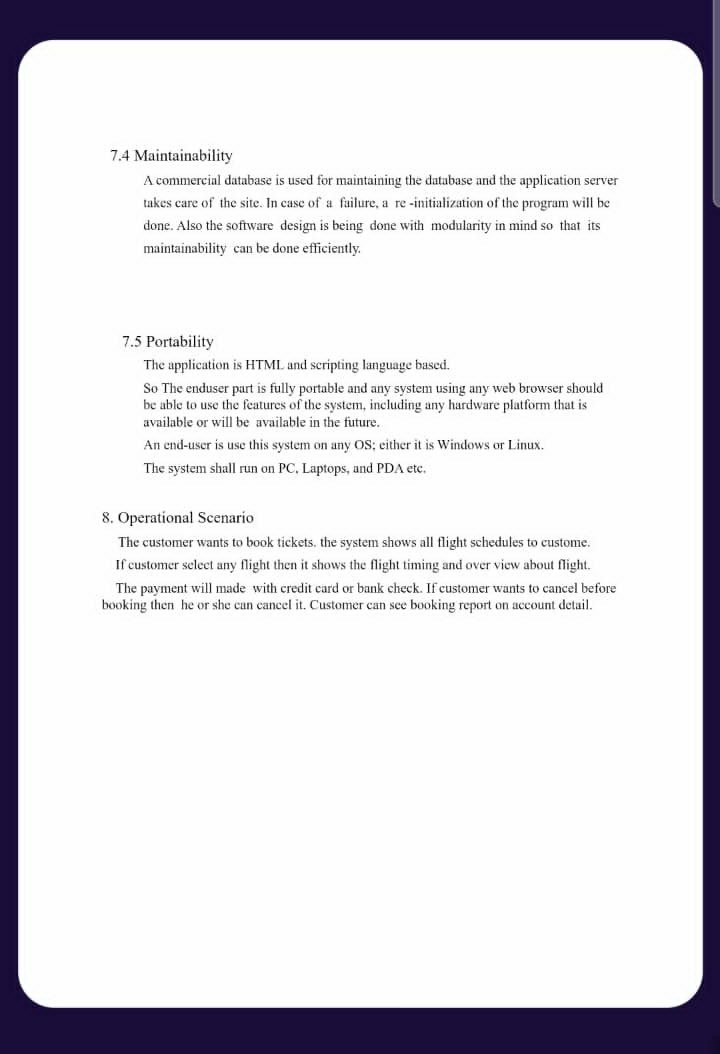 7.4 Maintainability
A commercial database is used for maintaining the database and the application server
takes care of the site. In case of a failure, a re -initialization of the program will be
done. Also the software design is being done with modularity in mind so that its
maintainability can be done efficiently.
7.5 Portability
The application is HTML and scripting language based.
So The enduser part is fully portable and any system using any web browser should
be able to use the features of the system, including any hardware platform that is
available or will be available in the future.
An end-user is use this system on any OS; either it is Windows or Linux.
The system shall run on PC, Laptops, and PDA etc.
8. Operational Scenario
The customer wants to book tickets. the system shows all flight schedules to custome.
If customer select any flight then it shows the flight timing and over view about flight.
The payment will made with credit card or bank check. If customer wants to cancel before
booking then he or she can cancel it. Customer can see booking report on account detail.